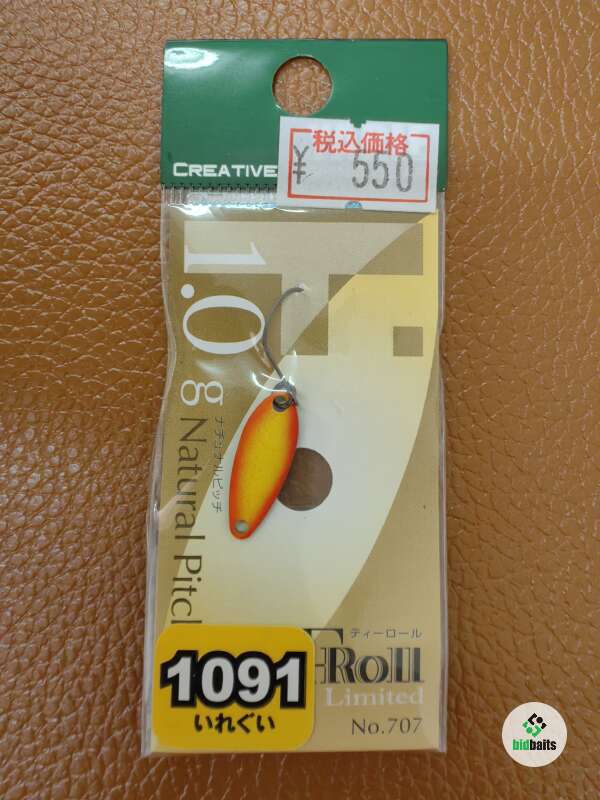 CREATIVE
税込価格
¥ 550
T.
1.0g
ナチュラルピッチ
Natural Pitch
ティーロール
T-Roll
Limited
No.707
1091
いれぐい
bidbaits